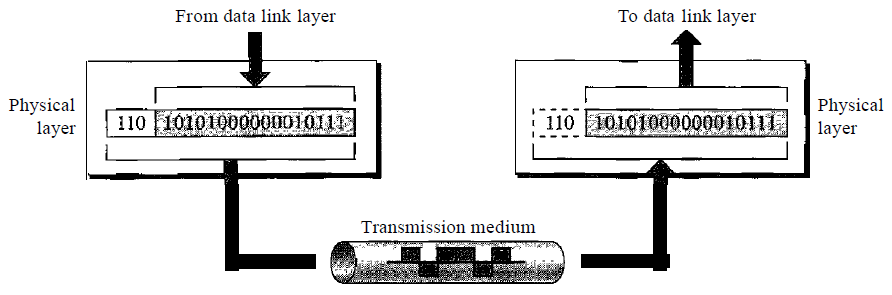 From data link layer
To data link layer
Physical
layer
110 10101000000010111
110 10101000000010111
Physical
layer
Transmission medium